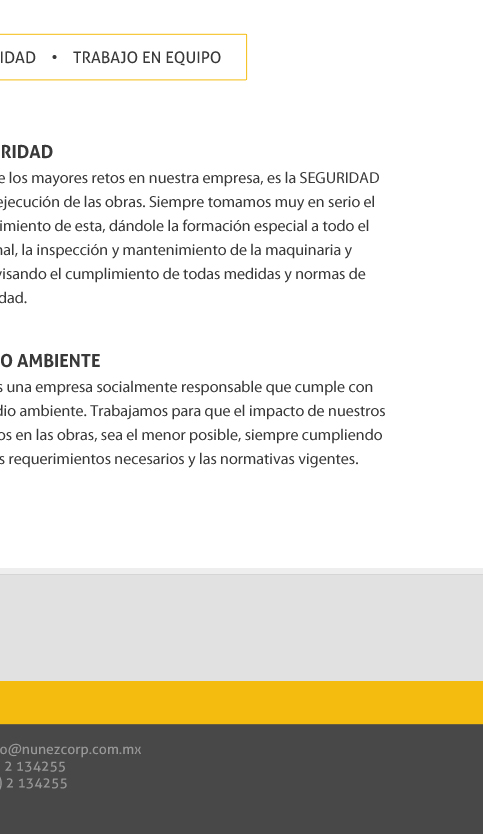 IDAD • TRABAJO EN EQUIPO
RIDAD
e los mayores retos en nuestra empresa, es la SEGURIDAD
ejecución de las obras. Siempre tomamos muy en serio el
imiento de esta, dándole la formación especial a todo el
nal, la inspección y mantenimiento de la maquinaria y
visando el cumplimiento de todas medidas y normas de
dad.
O AMBIENTE
s una empresa socialmente responsable que cumple con
dio ambiente. Trabajamos para que el impacto de nuestros
os en las obras, sea el menor posible, siempre cumpliendo
s requerimientos necesarios y las normativas vigentes.
o@nunezcorp.com.mx
2 134255
) 2 134255